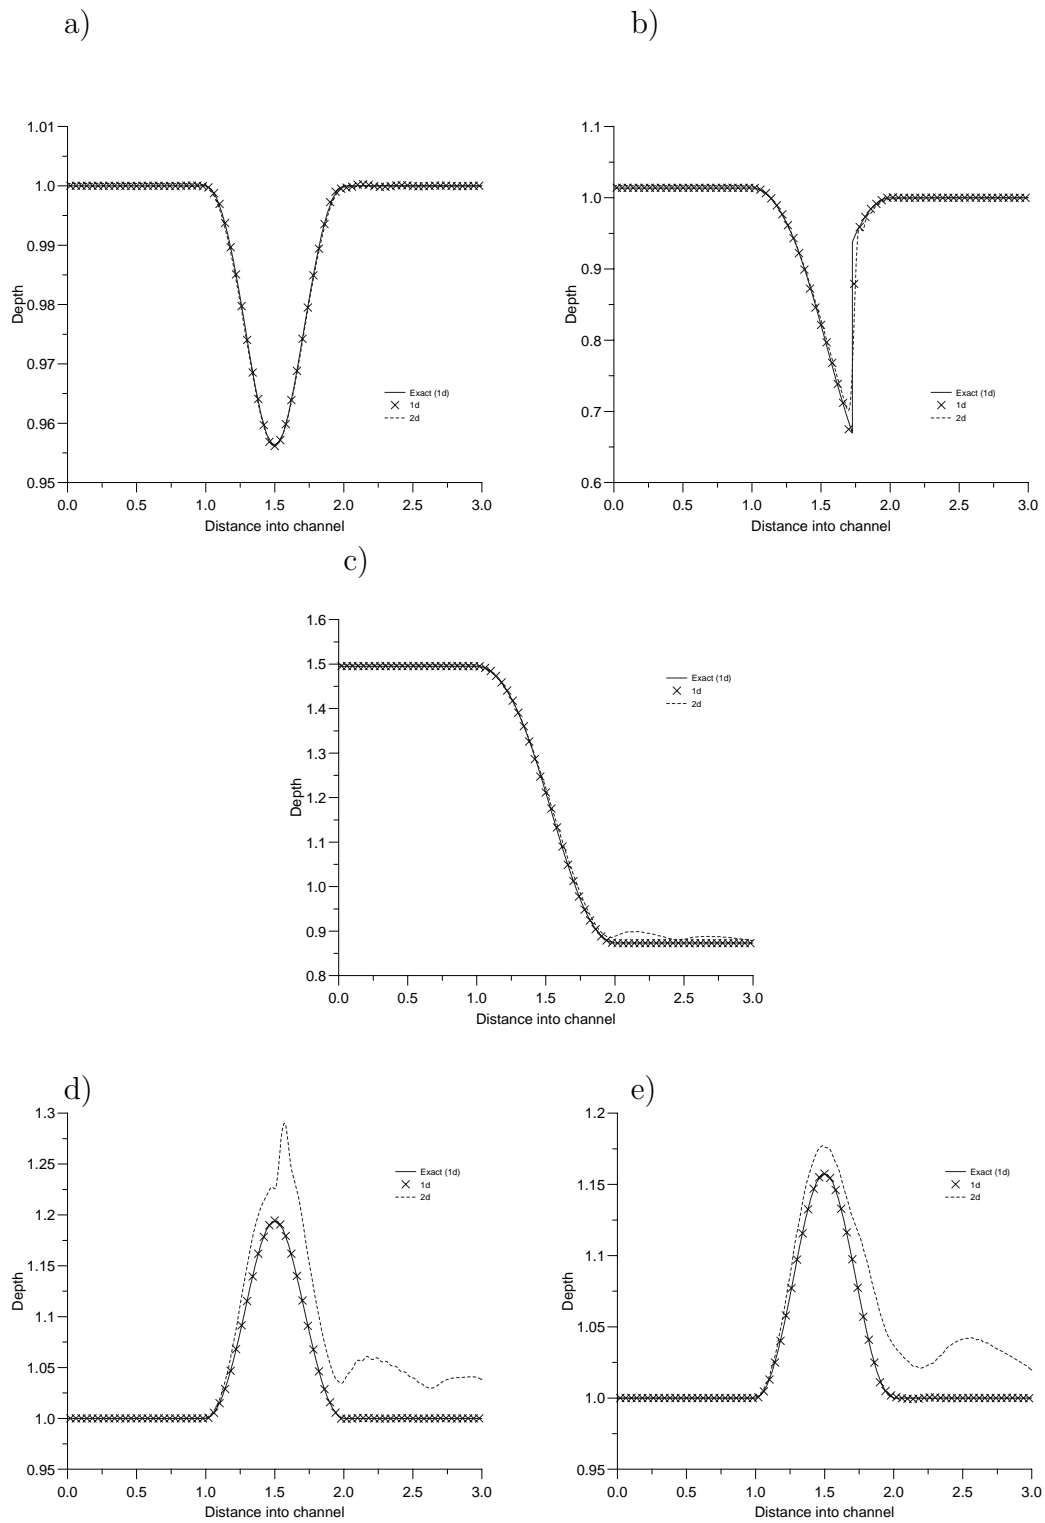 a)
1.01
1.0
0.99
0.98
0.97
0.96
0.95
Depth
0.0 0.5 1.0 1.5 2.0 2.5 3.0
Distance into channel
Exact (1d)
1d
2d
b)
1.1
1.0
0.9
0.8
0.7
0.6
Depth
0.0 0.5 1.0 1.5 2.0 2.5 3.0
Distance into channel
Exact (1d)
1d
2d
c)
1.6
1.5
1.4
1.3
1.2
1.1
1.0
0.9
0.8
Depth
0.0 0.5 1.0 1.5 2.0 2.5 3.0
Distance into channel
Exact (1d)
1d
2d
d)
1.3
1.25
1.2
1.15
1.1
1.05
1.0
0.95
Depth
0.0 0.5 1.0 1.5 2.0 2.5 3.0
Distance into channel
Exact (1d)
1d
2d
e)
1.2
1.15
1.1
1.05
1.0
0.95
Depth
0.0 0.5 1.0 1.5 2.0 2.5 3.0
Distance into channel
Exact (1d)
1d
2d